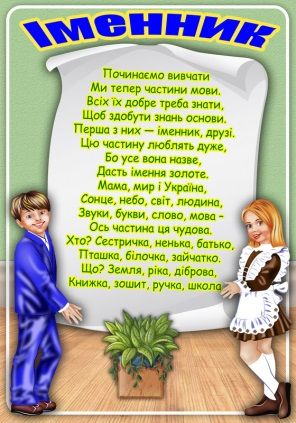 Іменник
Починаємо вивчати
Ми тепер частини мови.
Всіх їх добре треба знати,
Щоб здобути знань основи.
Перша з них — іменник, друзі.
Цю частину люблять дуже,
Бо усе вона назве,
Дасть імення золоте.
Мама, мир і Україна,
Сонце, небо, світ, людина,
Звуки, букви, слово, мова –
Ось частина ця чудова.
Хто? Сестричка, ненька, батько,
Пташка, білочка, зайчатко.
Що? Земля, ріка, діброва,
Книжка, зошит, ручка, школа